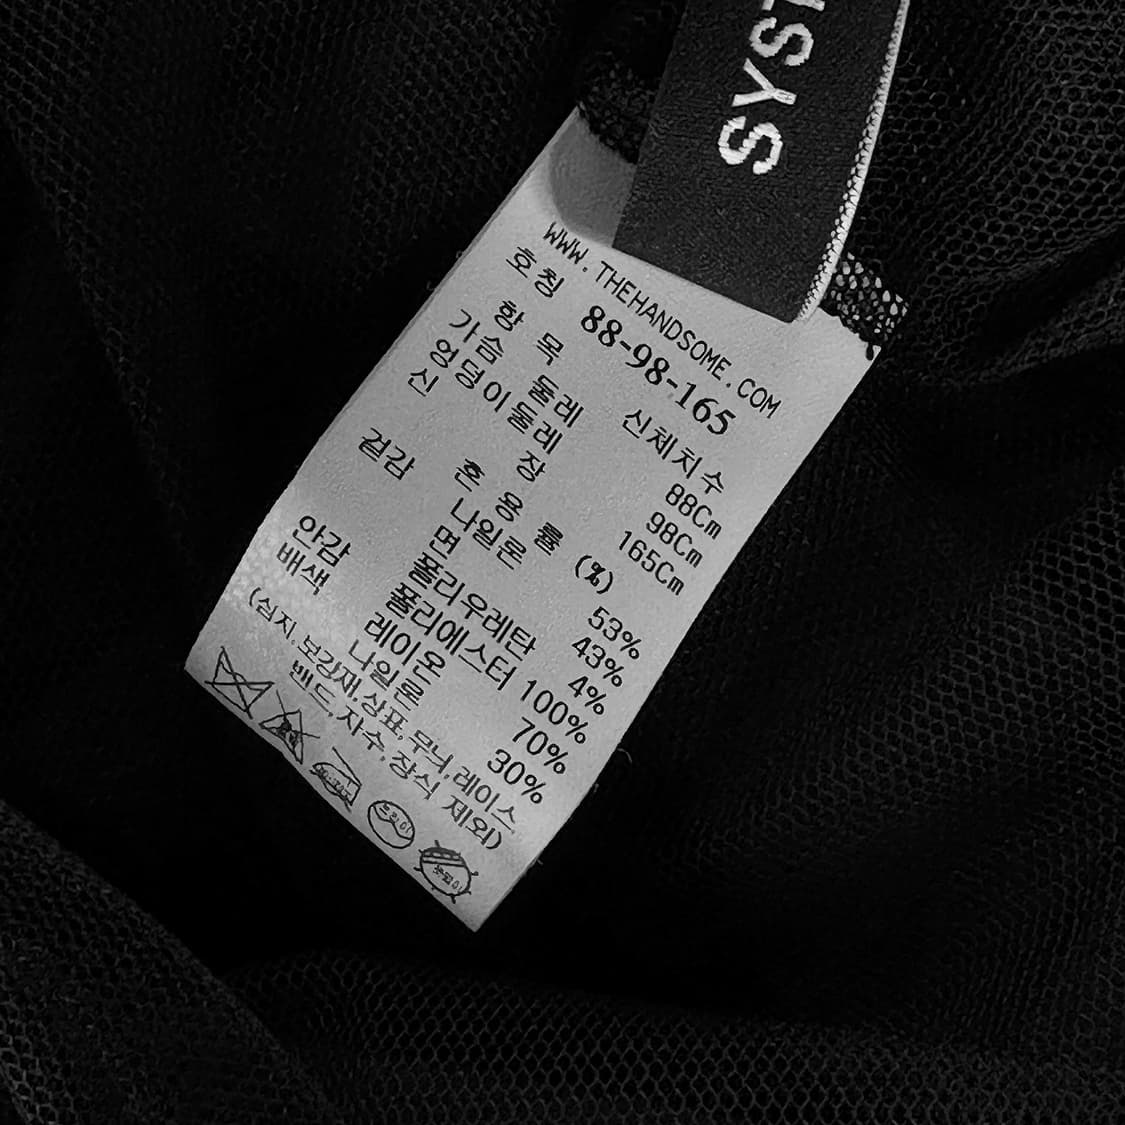 SYST
WWW.THEHANDSOME.COM
호칭 88-98-165
항 목 신체치수
가슴 둘레 88Cm
엉덩이둘레 98Cm
신 장 165Cm
혼 용 률 (%)
겉감 나일론 53%
면 43%
폴리우레탄 4%
안감 폴리에스터 100%
배색 레이온 70%
나일론 30%
(심지,보강재,상표,무늬,레이스,
밴드,자수,장식 제외)
드라이